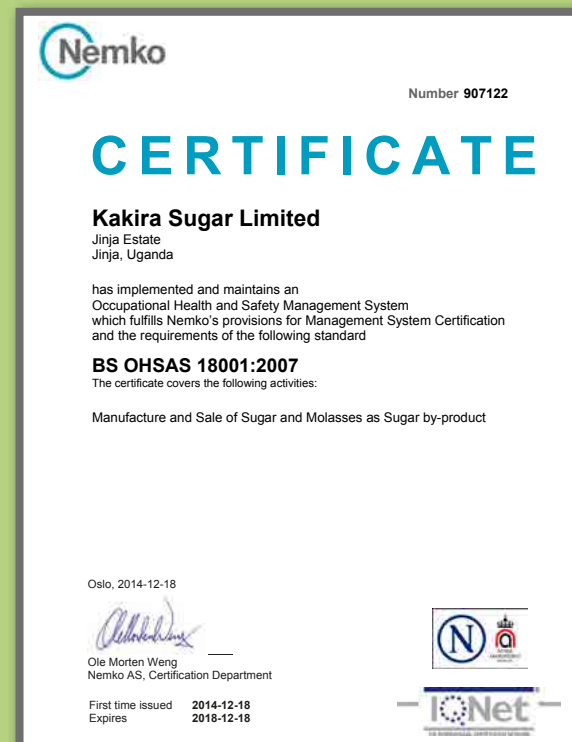 Nemko
Number 907122
CERTIFICATE
Kakira Sugar Limited
Jinja Estate
Jinja, Uganda
has implemented and maintains an
Occupational Health and Safety Management System
which fulfills Nemko's provisions for Management System Certification
and the requirements of the following standard
BS OHSAS 18001:2007
The certificate covers the following activities:
Manufacture and Sale of Sugar and Molasses as Sugar by-product
Oslo, 2014-12-18
Ole Morten Weng
Nemko AS, Certification Department
First time issued 2014-12-18
Expires 2018-12-18
N
IQNet